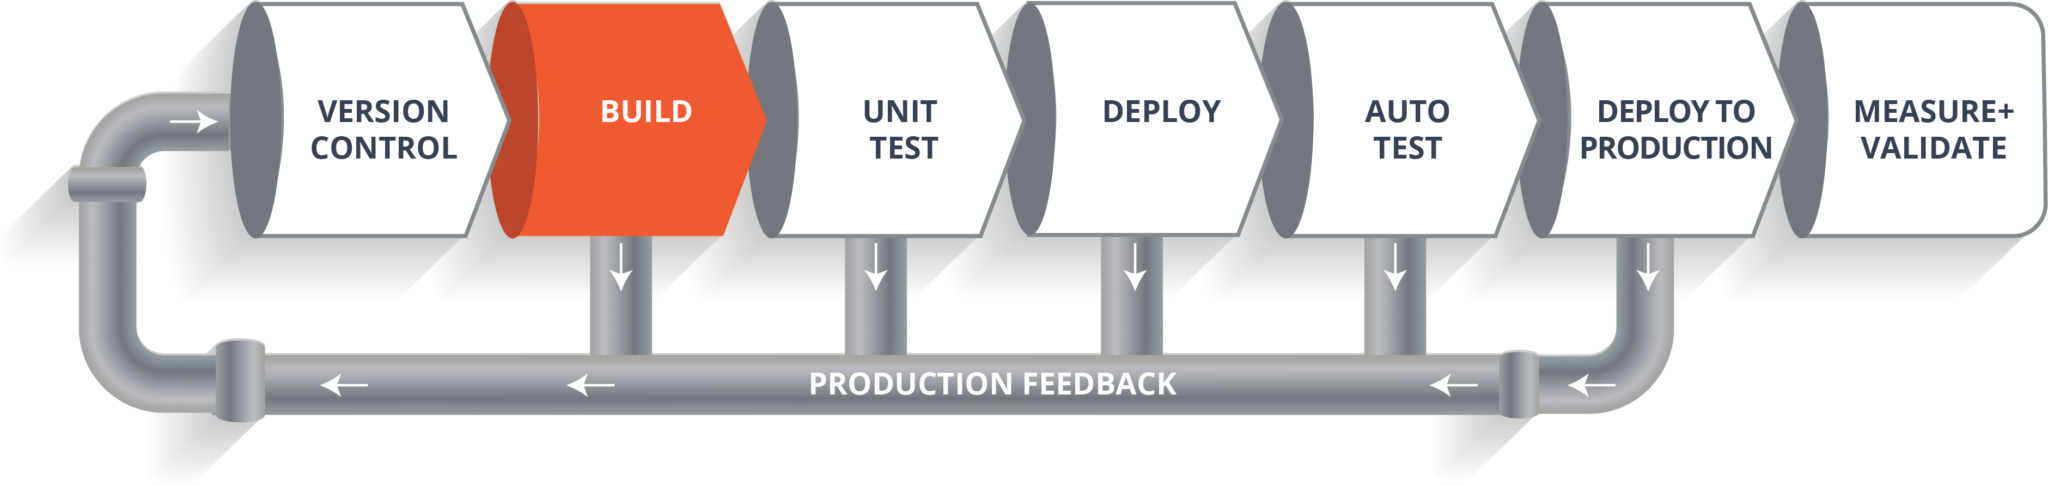 VERSION
CONTROL
BUILD
UNIT
TEST
DEPLOY
AUTO
TEST
DEPLOY TO
PRODUCTION
MEASURE+
VALIDATE
PRODUCTION FEEDBACK